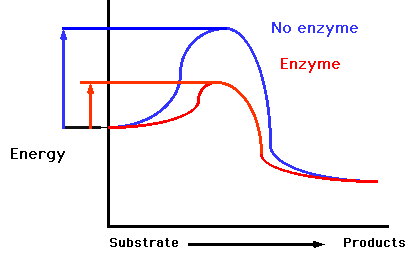 No enzyme
Enzyme
Energy
Substrate
Products